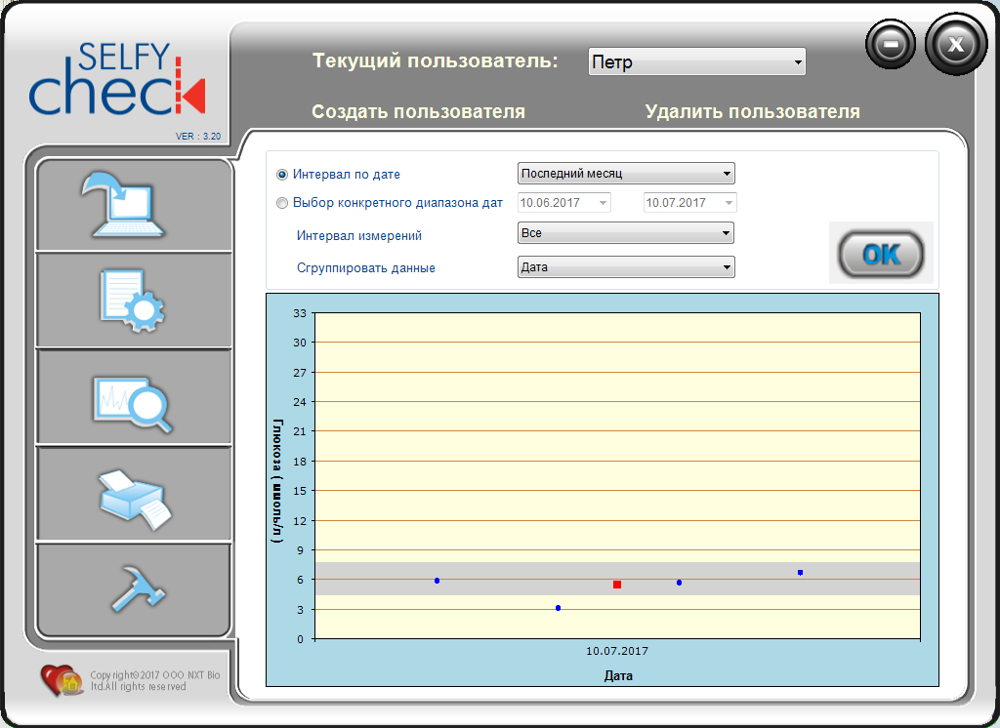 SELFY
check
VER : 3.20
Текущий пользователь: Петр
Создать пользователя Удалить пользователя
Интервал по дате Последний месяц
Выбор конкретного диапазона дат 10.06.2017 10.07.2017
Интервал измерений Все
Сгруппировать данные Дата
OK
33
30
27
24
21
18
15
12
9
6
3
0
Глюкоза ( ммоль/л )
10.07.2017
Дата
Copyright©2017 ООО NXT Bio
ltd.All rights reserved
X